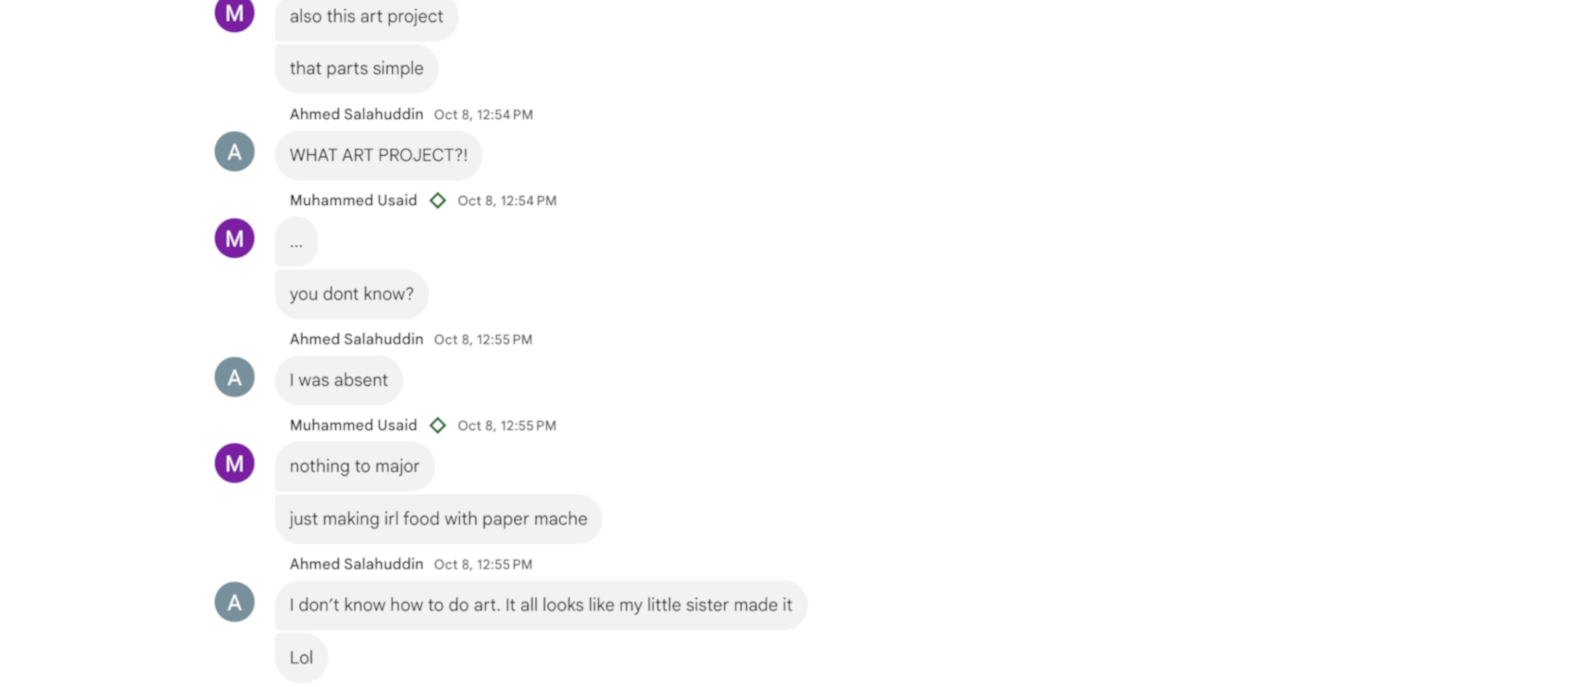 M
also this art project
that parts simple
Ahmed Salahuddin Oct 8, 12:54 PM
A
WHAT ART PROJECT?!
Muhammed Usaid Oct 8, 12:54 PM
M
...
you dont know?
Ahmed Salahuddin Oct 8, 12:55 PM
A
I was absent
Muhammed Usaid Oct 8, 12:55 PM
M
nothing to major
just making irl food with paper mache
Ahmed Salahuddin Oct 8, 12:55 PM
A
I don’t know how to do art. It all looks like my little sister made it
Lol